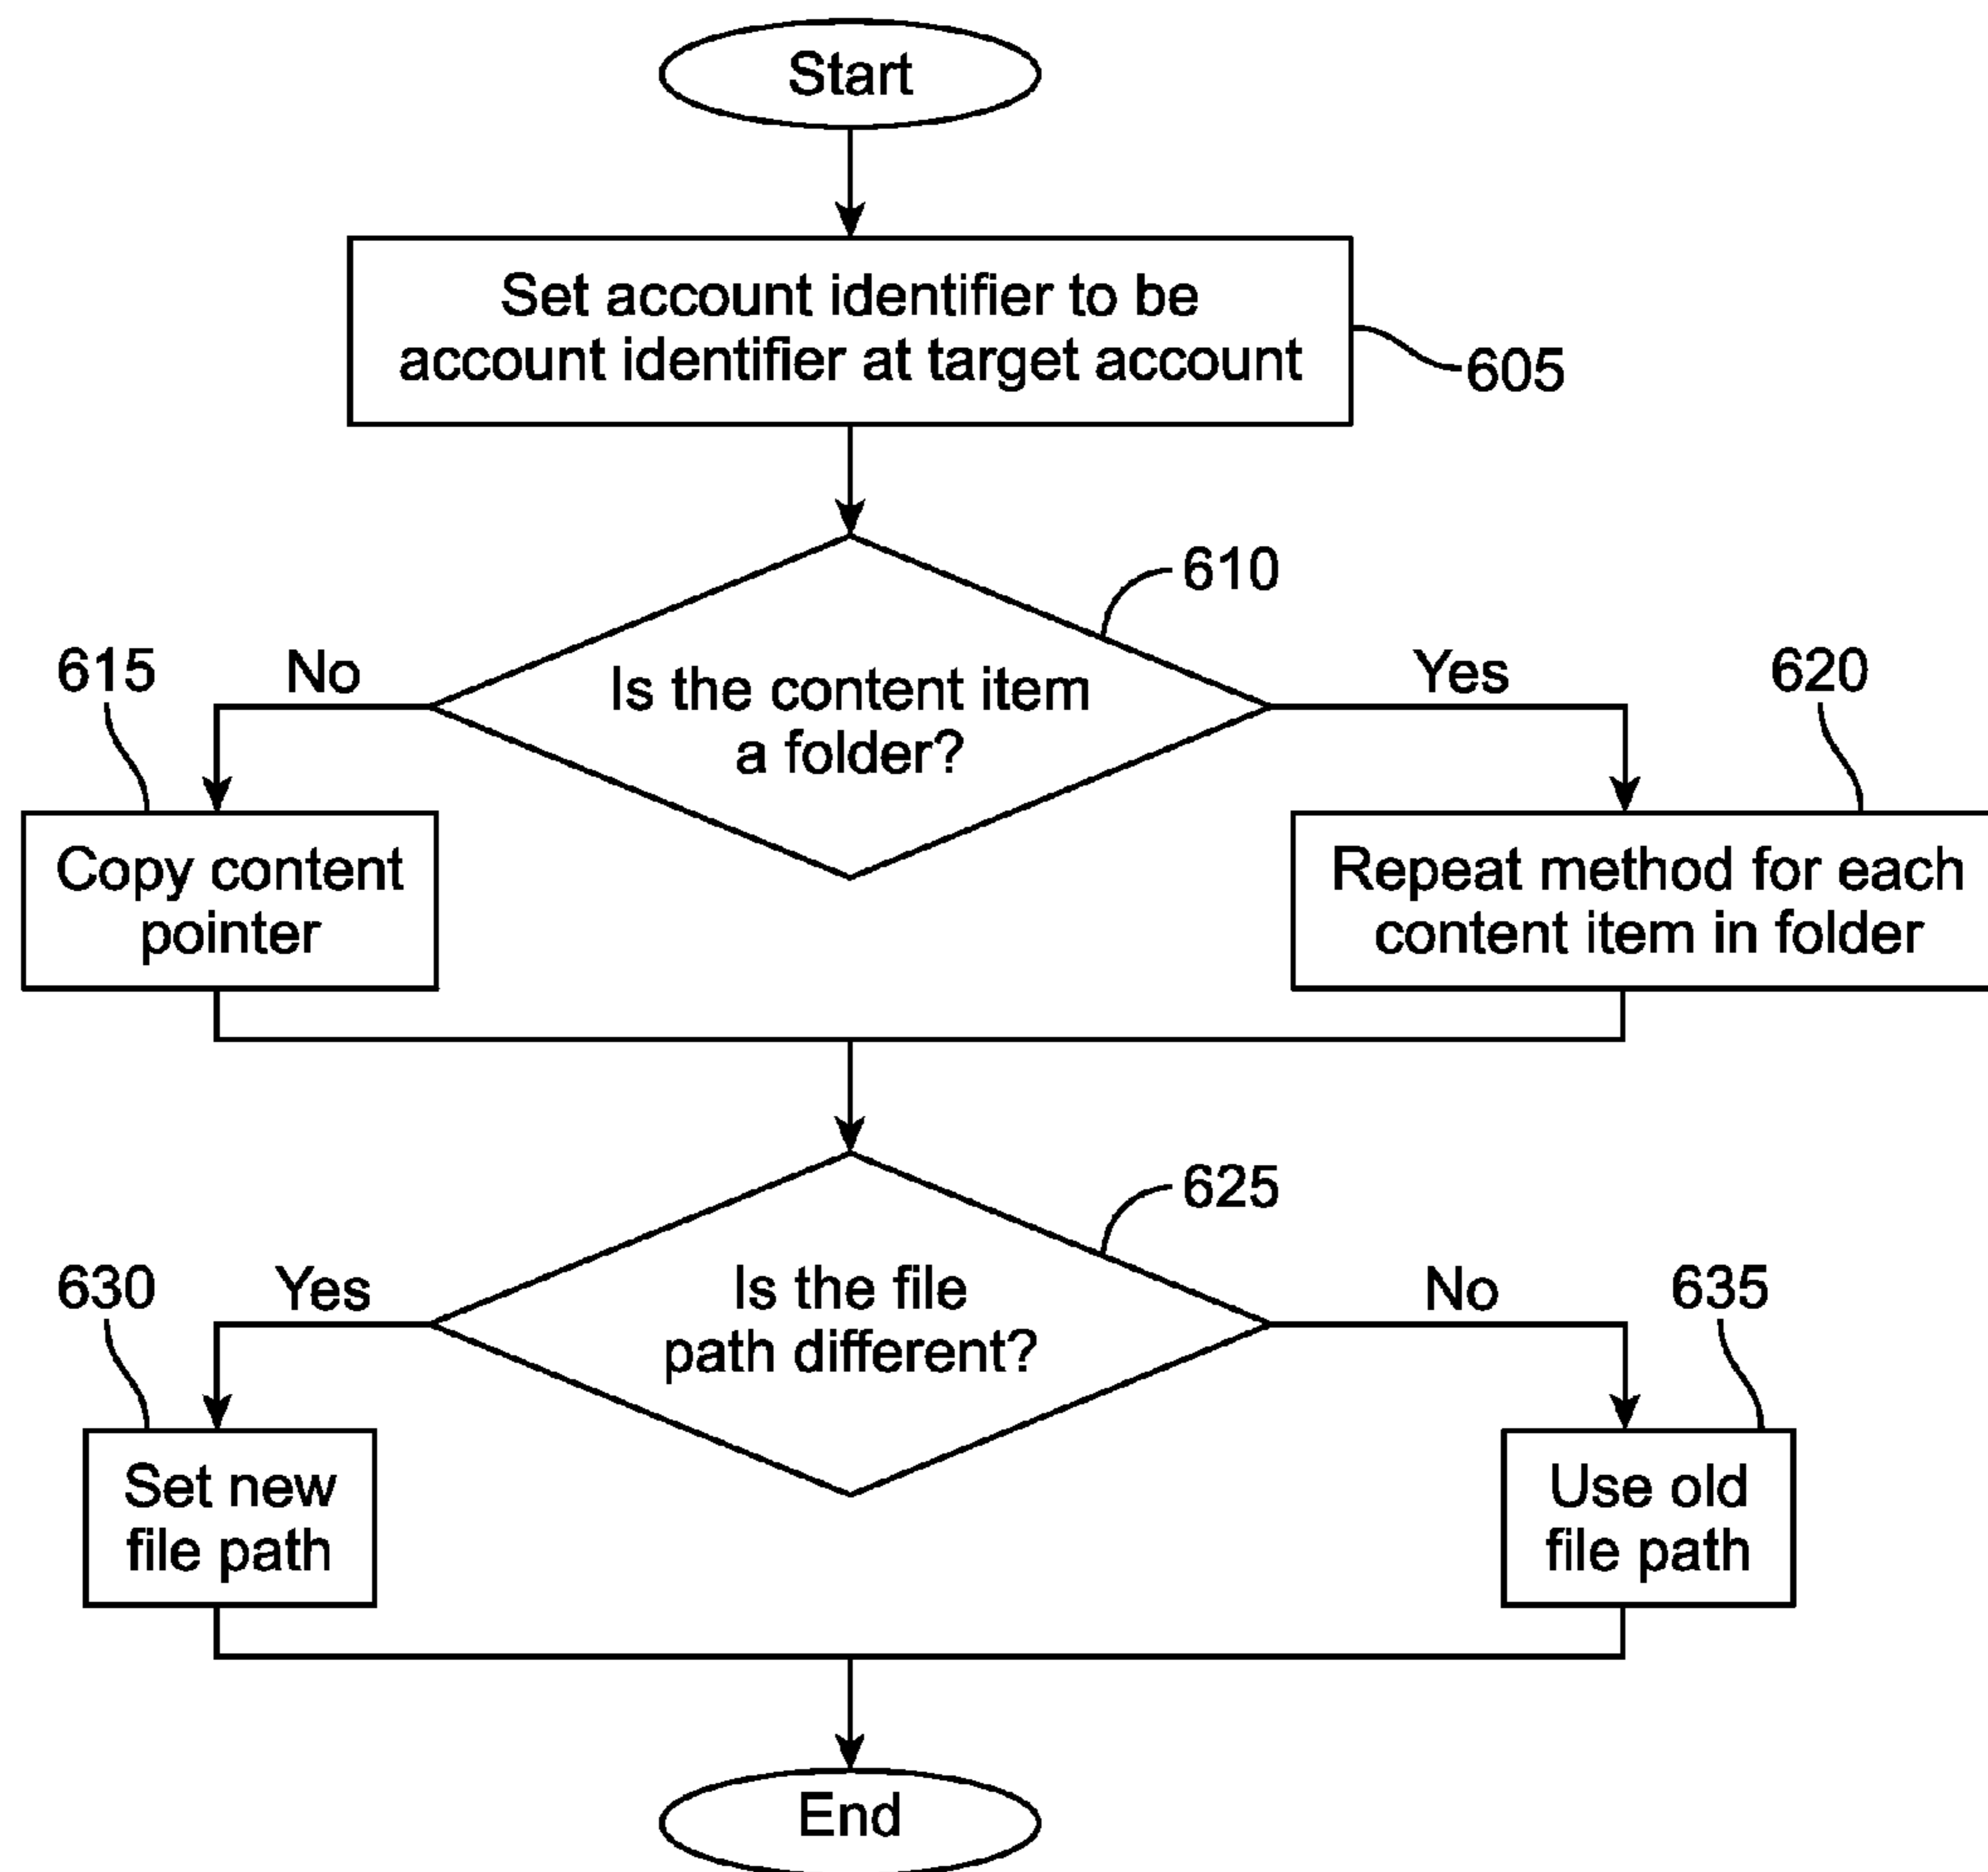 Start
Set account identifier to be
account identifier at target account
605
610
615
No
Is the content item
a folder?
Yes
620
Copy content
pointer
Repeat method for each
content item in folder
625
630
Yes
Is the file
path different?
No
635
Set new
file path
Use old
file path
End